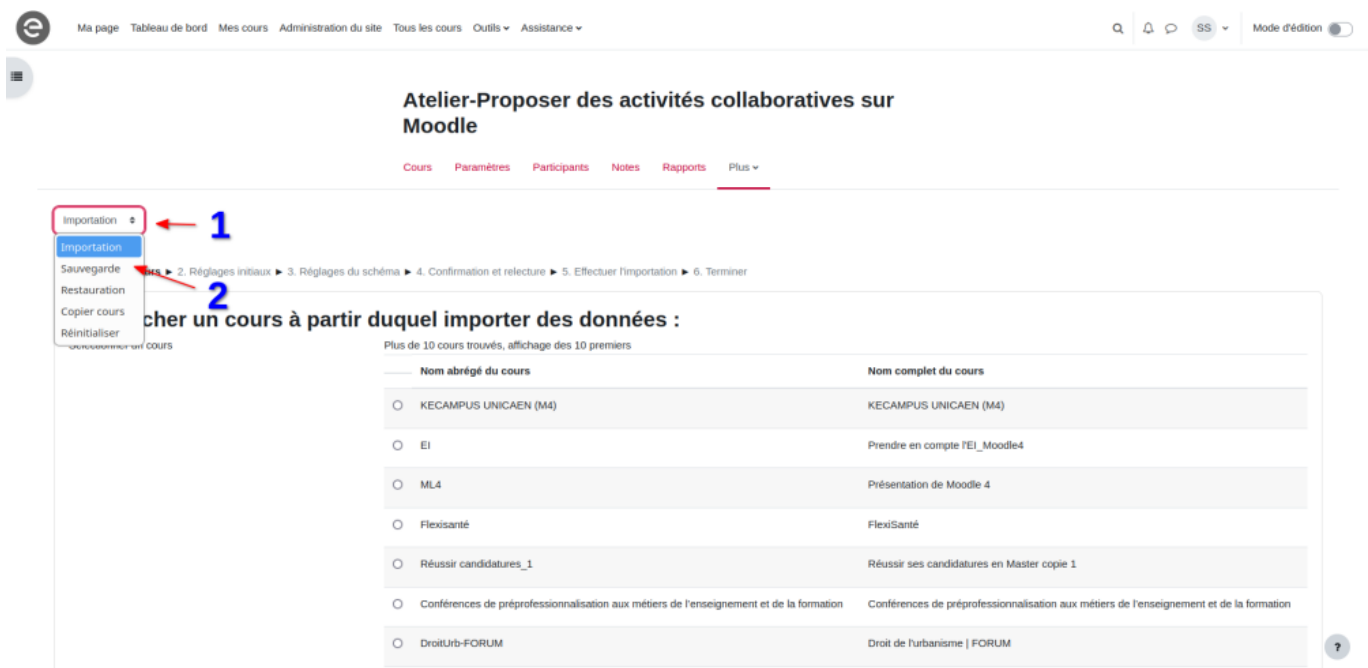 e
Ma page Tableau de bord Mes cours Administration du site Tous les cours Outils Assistance SS Mode d'édition
Atelier-Proposer des activités collaboratives sur
Moodle
Cours Paramètres Participants Notes Rapports Plus
Importation 1
Importation
Sauvegarde
Restauration
Copier cours
Réinitialiser
2
► 2. Réglages initiaux ► 3. Réglages du schéma ► 4. Confirmation et relecture ► 5. Effectuer l'importation ► 6. Terminer
cher un cours à partir duquel importer des données :
Sélectionner un cours Plus de 10 cours trouvés, affichage des 10 premiers
Nom abrégé du cours Nom complet du cours
KECAMPUS UNICAEN (M4) KECAMPUS UNICAEN (M4)
EI Prendre en compte l'EI_Moodle4
ML4 Présentation de Moodle 4
Flexisanté FlexiSanté
Réussir candidatures_1 Réussir ses candidatures en Master copie 1
Conférences de préprofessionnalisation aux métiers de l'enseignement et de la formation Conférences de préprofessionnalisation aux métiers de l'enseignement et de la formation
DroitUrb-FORUM Droit de l'urbanisme | FORUM
?